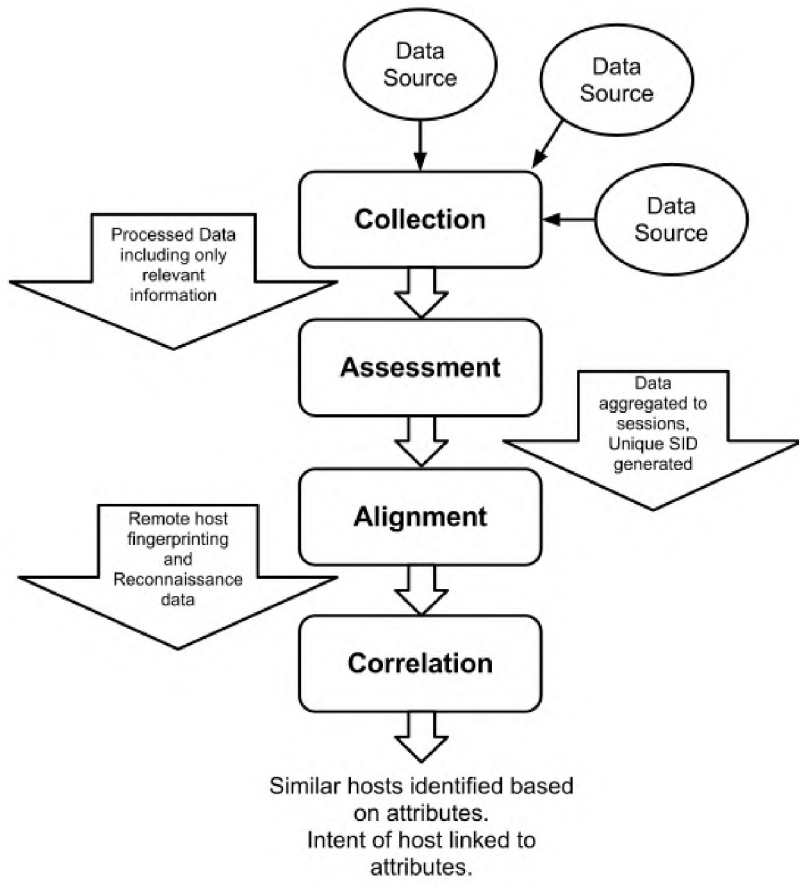 Data
Source
Data
Source
Data
Source
Collection
Processed Data
including only
relevant
information
Assessment
Data
aggregated to
sessions,
Unique SID
generated
Alignment
Remote host
fingerprinting
and
Reconnaissance
data
Correlation
Similar hosts identified based
on attributes.
Intent of host linked to
attributes.